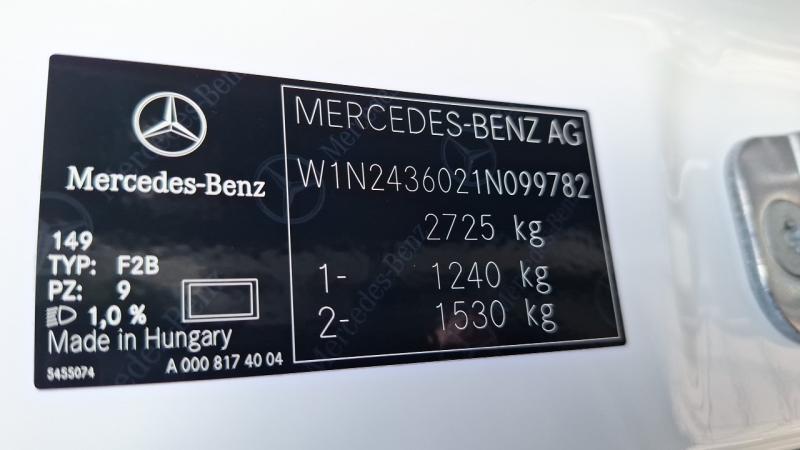 Mercedes-Benz
149
TYP: F2B
PZ: 9
1,0 %
Made in Hungary
A 000 817 40 04
5455074
MERCEDES-BENZ AG
W1N2436021N099782
2725 kg
1- 1240 kg
2- 1530 kg